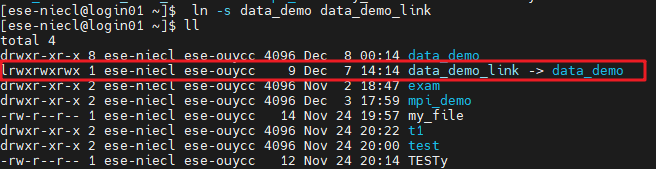 [ese-niecl@login01 ~]$  ln -s data_demo data_demo_link
[ese-niecl@login01 ~]$ ll
total 4
drwxr-xr-x 8 ese-niecl ese-ouycc 4096 Dec  8 00:14 data_demo
lrwxrwxrwx 1 ese-niecl ese-ouycc    9 Dec  7 14:14 data_demo_link -> data_demo
drwxr-xr-x 2 ese-niecl ese-ouycc 4096 Nov  2 18:47 exam
drwxr-xr-x 2 ese-niecl ese-ouycc 4096 Dec  3 17:59 mpi_demo
-rw-r--r-- 1 ese-niecl ese-ouycc   14 Nov 24 19:57 my_file
drwxr-xr-x 2 ese-niecl ese-ouycc 4096 Nov 24 20:22 t1
drwxr-xr-x 2 ese-niecl ese-ouycc 4096 Nov 24 20:00 test
-rw-r--r-- 1 ese-niecl ese-ouycc   12 Nov 24 20:14 TESTy